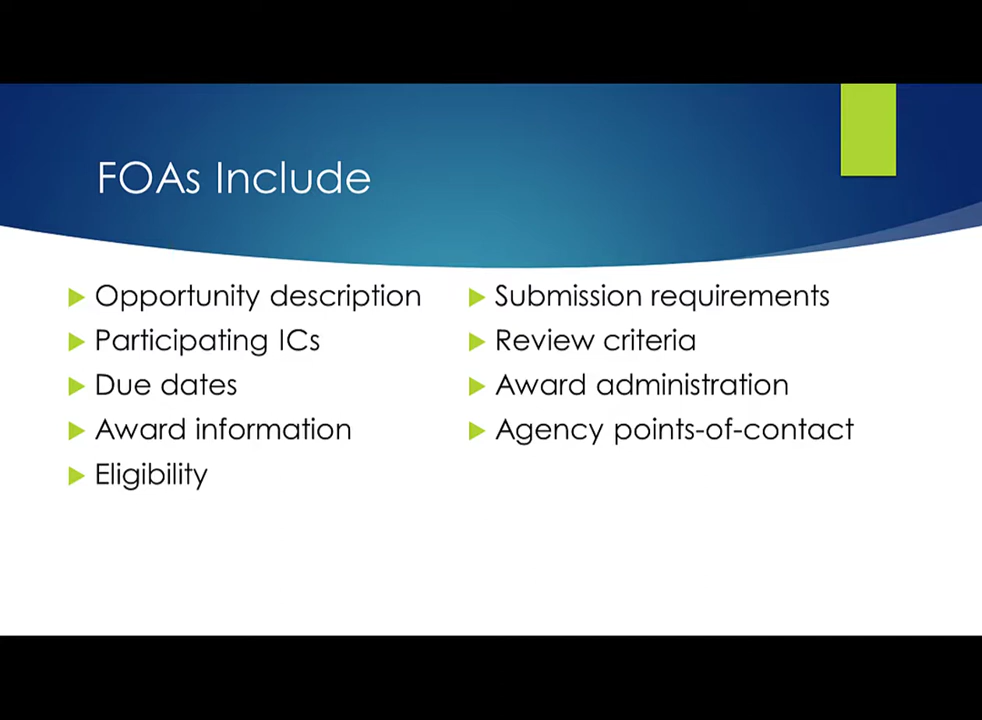 FOAs Include
Opportunity description
Participating ICs
Due dates
Award information
Eligibility
Submission requirements
Review criteria
Award administration
Agency points-of-contact